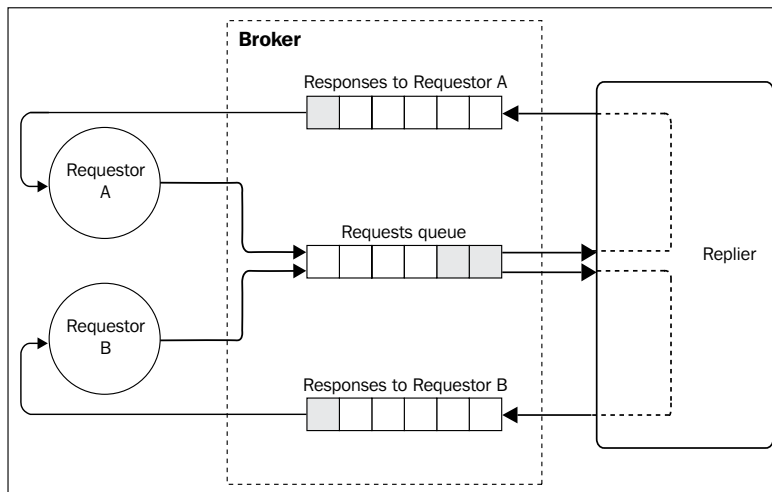 Broker
Responses to Requestor A
Requestor
A
Requests queue
Replier
Requestor
B
Responses to Requestor B